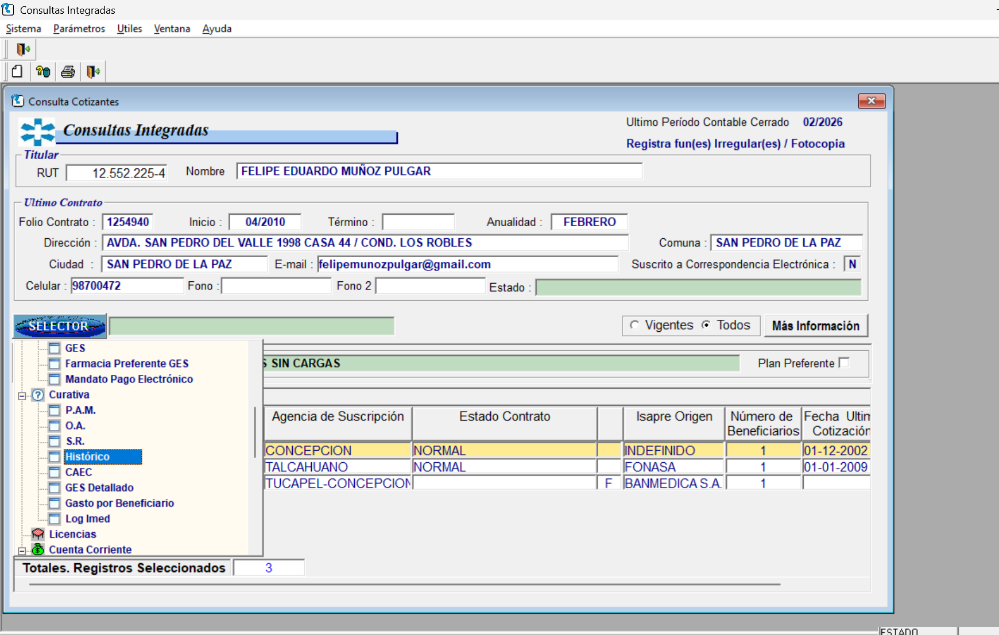 Consultas Integradas
Sistema Parámetros Utiles Ventana Ayuda
Consulta Cotizantes
Consultas Integradas
Ultimo Período Contable Cerrado 02/2026
Registra fun(es) Irregular(es) / Fotocopia
Titular
RUT 12.552.225-4 Nombre FELIPE EDUARDO MUÑOZ PULGAR
Ultimo Contrato
Folio Contrato : 1254940 Inicio : 04/2010 Término : Anualidad : FEBRERO
Dirección : AVDA. SAN PEDRO DEL VALLE 1998 CASA 44 / COND. LOS ROBLES Comuna : SAN PEDRO DE LA PAZ
Ciudad : SAN PEDRO DE LA PAZ E-mail : felipemunozpulgar@gmail.com Suscrito a Correspondencia Electrónica : N
Celular : 98700472 Fono : Fono 2 Estado :
SELECTOR Vigentes Todos Más Información
GES
Farmacia Preferente GES
Mandato Pago Electrónico
Curativa
P.A.M.
O.A.
S.R.
Histórico
CAEC
GES Detallado
Gasto por Beneficiario
Log Imed
Licencias
Cuenta Corriente
S SIN CARGAS Plan Preferente
Agencia de Suscripción Estado Contrato Isapre Origen Número de Beneficiarios Fecha Ultim Cotización
CONCEPCION NORMAL INDEFINIDO 1 01-12-2002
TALCAHUANO NORMAL FONASA 1 01-01-2009
TUCAPEL-CONCEPCION F BANMEDICA S.A. 1
Totales. Registros Seleccionados 3
ESTADO